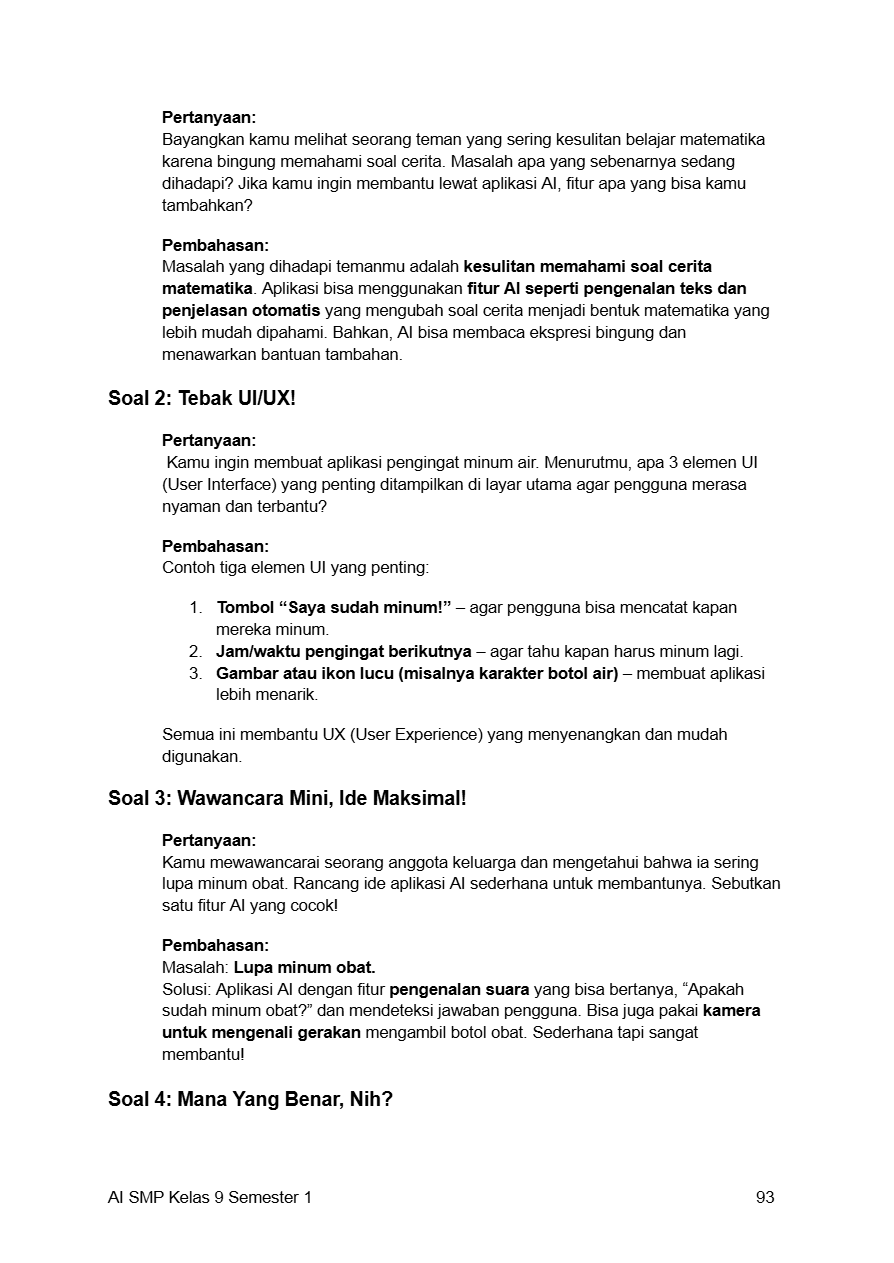 Pertanyaan:
Bayangkan kamu melihat seorang teman yang sering kesulitan belajar matematika
karena bingung memahami soal cerita. Masalah apa yang sebenarnya sedang
dihadapi? Jika kamu ingin membantu lewat aplikasi AI, fitur apa yang bisa kamu
tambahkan?
Pembahasan:
Masalah yang dihadapi temanmu adalah kesulitan memahami soal cerita
matematika. Aplikasi bisa menggunakan fitur AI seperti pengenalan teks dan
penjelasan otomatis yang mengubah soal cerita menjadi bentuk matematika yang
lebih mudah dipahami. Bahkan, AI bisa membaca ekspresi bingung dan
menawarkan bantuan tambahan.
Soal 2: Tebak UI/UX!
Pertanyaan:
Kamu ingin membuat aplikasi pengingat minum air. Menurutmu, apa 3 elemen UI
(User Interface) yang penting ditampilkan di layar utama agar pengguna merasa
nyaman dan terbantu?
Pembahasan:
Contoh tiga elemen UI yang penting:
1. Tombol “Saya sudah minum!” – agar pengguna bisa mencatat kapan
mereka minum.
2. Jam/waktu pengingat berikutnya – agar tahu kapan harus minum lagi.
3. Gambar atau ikon lucu (misalnya karakter botol air) – membuat aplikasi
lebih menarik.
Semua ini membantu UX (User Experience) yang menyenangkan dan mudah
digunakan.
Soal 3: Wawancara Mini, Ide Maksimal!
Pertanyaan:
Kamu mewawancarai seorang anggota keluarga dan mengetahui bahwa ia sering
lupa minum obat. Rancang ide aplikasi AI sederhana untuk membantunya. Sebutkan
satu fitur AI yang cocok!
Pembahasan:
Masalah: Lupa minum obat.
Solusi: Aplikasi AI dengan fitur pengenalan suara yang bisa bertanya, “Apakah
sudah minum obat?” dan mendeteksi jawaban pengguna. Bisa juga pakai kamera
untuk mengenali gerakan mengambil botol obat. Sederhana tapi sangat
membantu!
Soal 4: Mana Yang Benar, Nih?
AI SMP Kelas 9 Semester 1 93